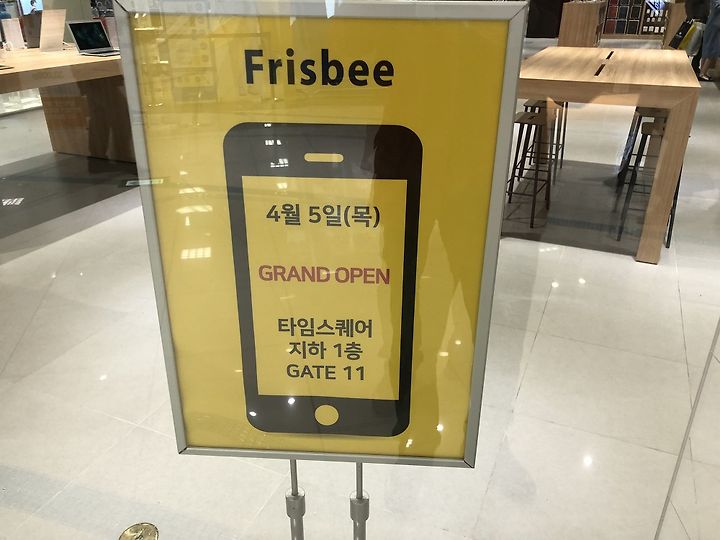 Frisbee
4월 5일(목)
GRAND OPEN
타임스퀘어
지하 1층
GATE 11